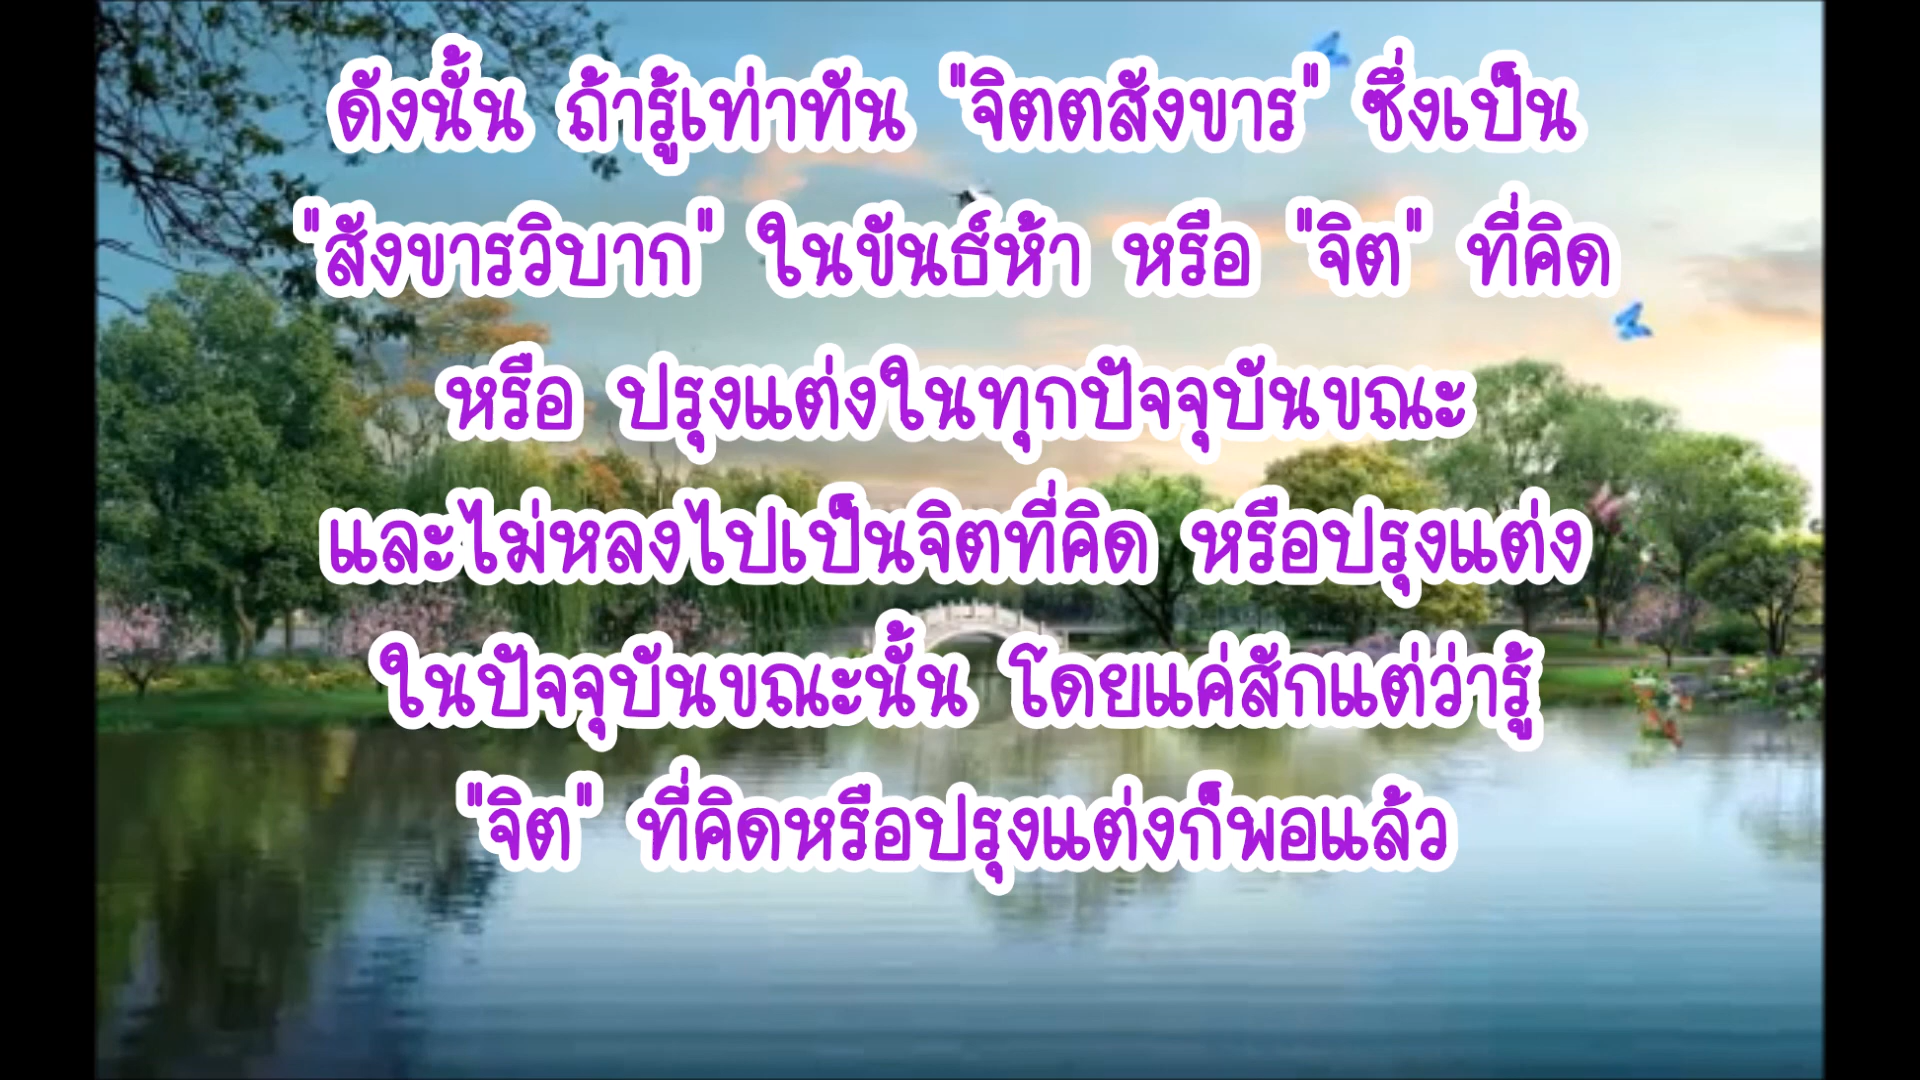 ดังนั้น ถ้ารู้เท่าทัน "จิตตสังขาร" ซึ่งเป็น
"สังขารวิบาก" ในขันธ์ห้า หรือ "จิต" ที่คิด
หรือ ปรุงแต่งในทุกปัจจุบันขณะ
และไม่หลงไปเป็นจิตที่คิด หรือปรุงแต่ง
ในปัจจุบันขณะนั้น โดยแค่สักแต่ว่ารู้
"จิต" ที่คิดหรือปรุงแต่งก็พอแล้ว